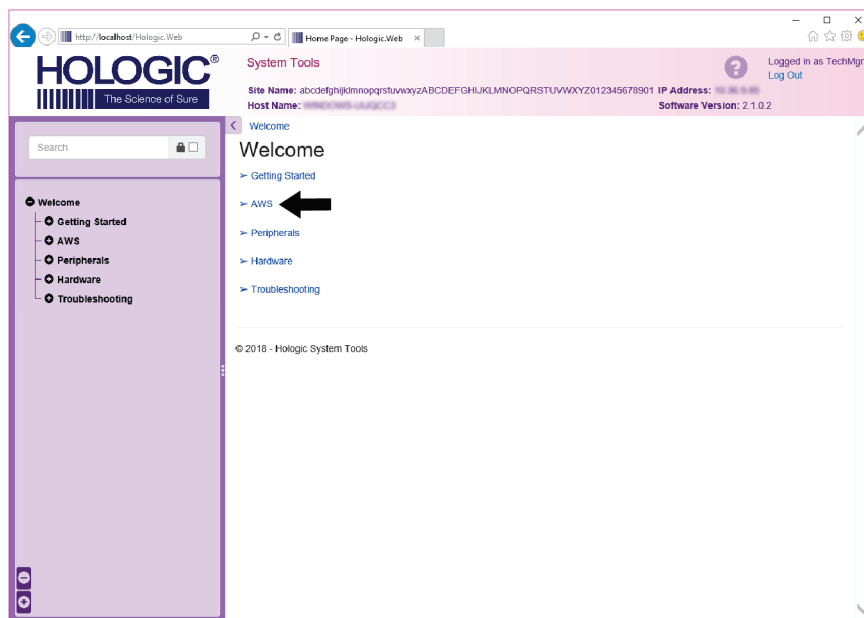 http://localhost/Hologic.Web
Home Page - Hologic.Web
HOLOGIC®
The Science of Sure
System Tools
Logged in as TechMgr
Log Out
Site Name: abcdefghijklmnopqrstuvwxyzABCDEFGHIJKLMNOPQRSTUVWXYZ012345678901 IP Address:
Host Name:
Software Version: 2.1.0.2
Search
Welcome
Getting Started
AWS
Peripherals
Hardware
Troubleshooting
Welcome
Welcome
➢ Getting Started
➢ AWS
➢ Peripherals
➢ Hardware
➢ Troubleshooting
© 2018 - Hologic System Tools